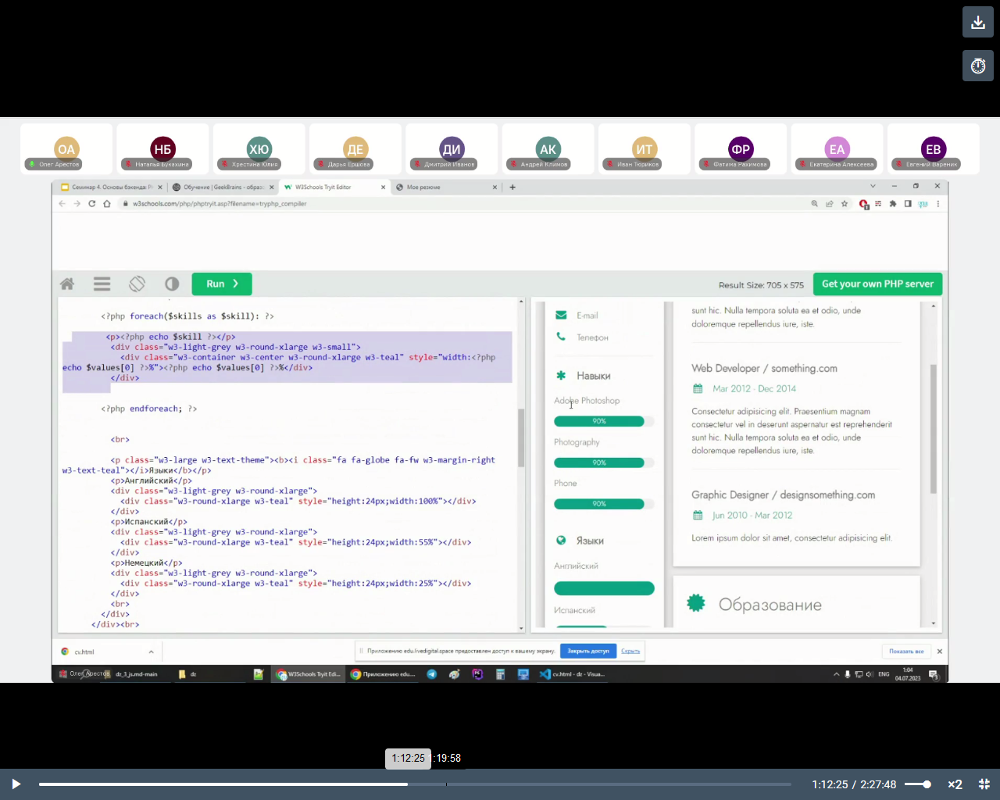 ОА НБ ХЮ ДЕ ДИ АК ИТ ФР ЕА ЕВ
Олег Арестов Наталья Букахина Христина Юлия Дарья Ершова Дмитрий Иванов Андрей Климов Иван Тюриков Фатима Рахимова Екатерина Алексеева Евгений Вареник
Семинар 4. Основы бэкенда: PH Обучение | GeekBrains - образо W3Schools Tryit Editor Мое резюме
w3schools.com/php/phptryit.asp?filename=tryphp_compiler
Run ❯ Result Size: 705 x 575 Get your own PHP server
<?php foreach($skills as $skill): ?>
<p><?php echo $skill ?></p>
<div class="w3-light-grey w3-round-xlarge w3-small">
<div class="w3-container w3-center w3-round-xlarge w3-teal" style="width:<?php
echo $values[0] ?>%"><?php echo $values[0] ?>%</div>
</div>
<?php endforeach; ?>
<br>
<p class="w3-large w3-text-theme"><b><i class="fa fa-globe fa-fw w3-margin-right
w3-text-teal"></i>Языки</b></p>
<p>Английский</p>
<div class="w3-light-grey w3-round-xlarge">
<div class="w3-round-xlarge w3-teal" style="height:24px;width:100%"></div>
</div>
<p>Испанский</p>
<div class="w3-light-grey w3-round-xlarge">
<div class="w3-round-xlarge w3-teal" style="height:24px;width:55%"></div>
</div>
<p>Немецкий</p>
<div class="w3-light-grey w3-round-xlarge">
<div class="w3-round-xlarge w3-teal" style="height:24px;width:25%"></div>
</div>
<br>
</div>
</div><br>
E-mail
Телефон
Навыки
Adobe Photoshop
90%
Photography
90%
Phone
90%
Языки
Английский
Испанский
sunt hic. Nulla tempora soluta ea et odio, unde
doloremque repellendus iure, iste.
Web Developer / something.com
Mar 2012 - Dec 2014
Consectetur adipisicing elit. Praesentium magnam
consectetur vel in deserunt aspernatur est reprehenderit
sunt hic. Nulla tempora soluta ea et odio, unde
doloremque repellendus iure, iste.
Graphic Designer / designsomething.com
Jun 2010 - Mar 2012
Lorem ipsum dolor sit amet, consectetur adipisicing elit.
Образование
cv.html Приложению edu.livedigital.space предоставлен доступ к вашему экрану. Закрыть доступ Скрыть Показать все
Олег Арестов dz_3_js.md-main dz W3Schools Tryit Edi... Приложению edu.... cv.html - dz - Visua... ENG 1:04
04.07.2023
1:12:25 1:19:58
1:12:25 / 2:27:48 ×2